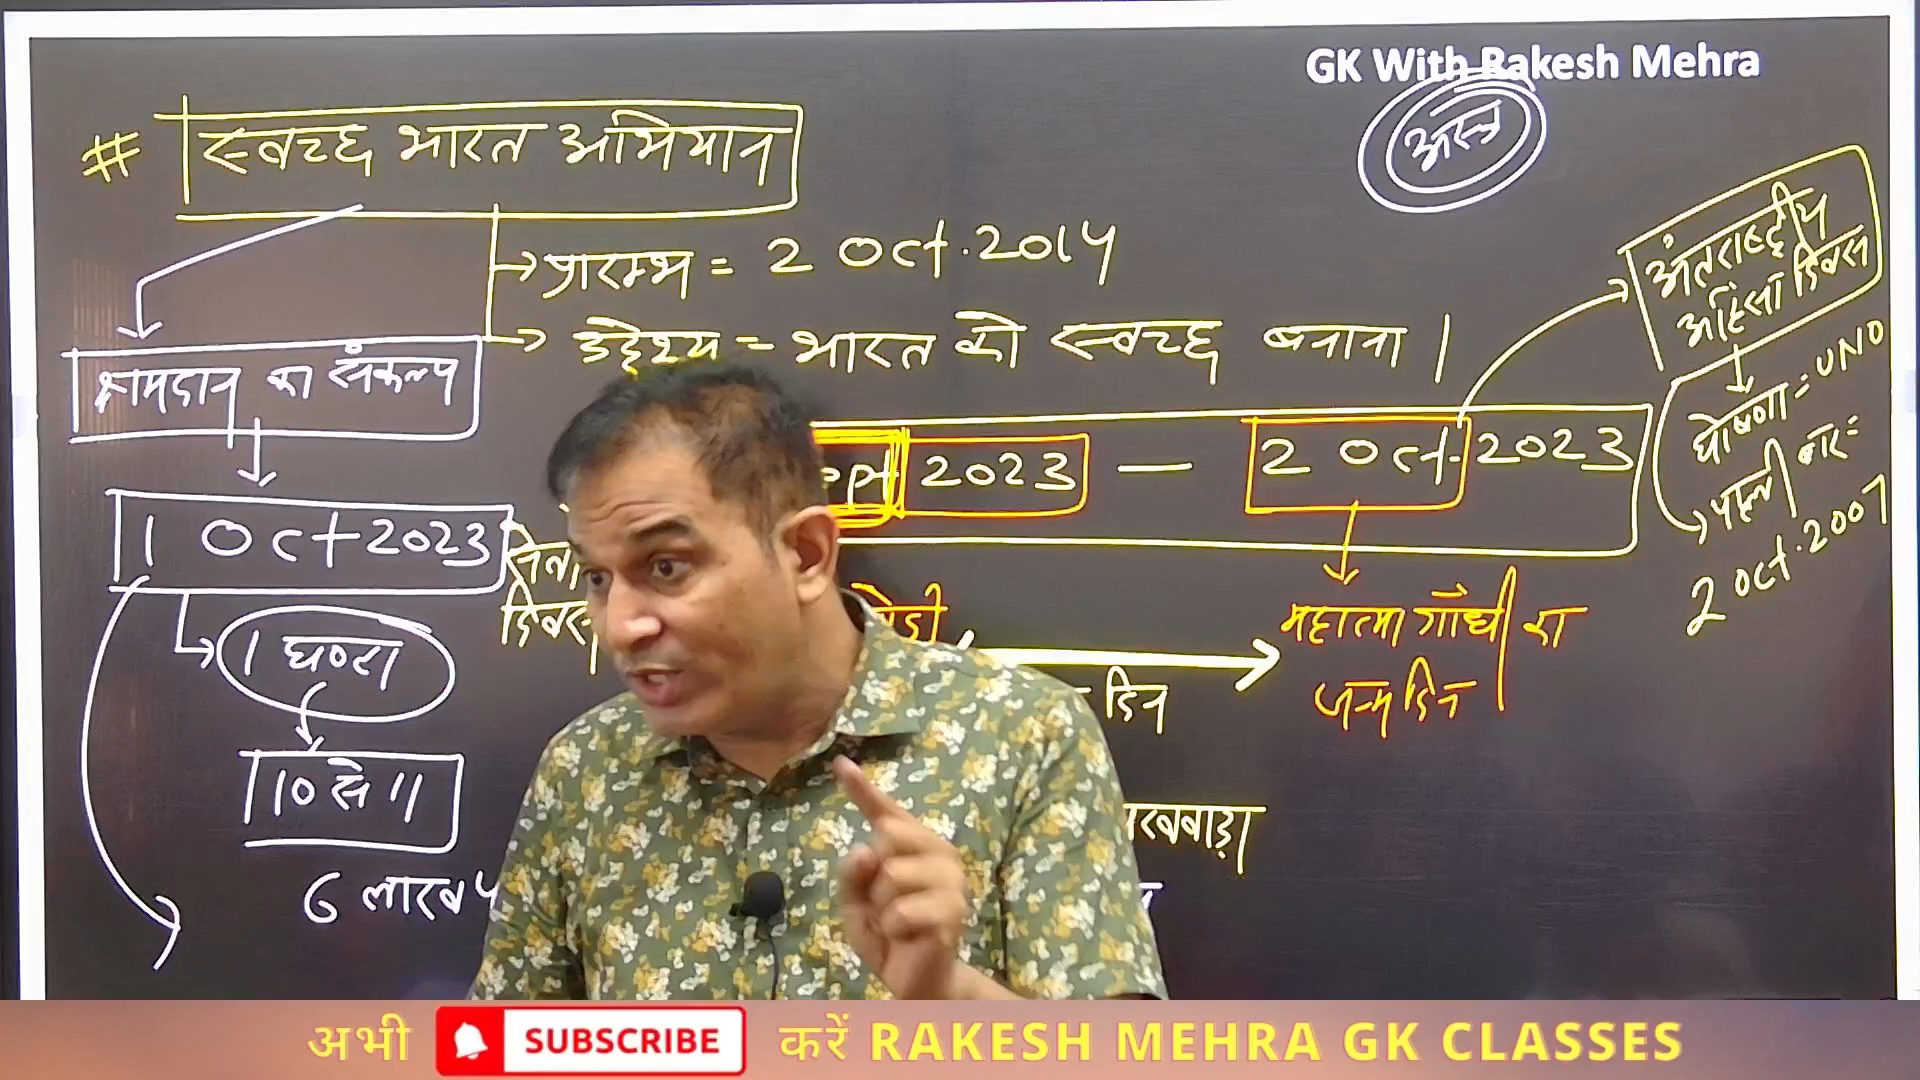 GK With Rakesh Mehra
# स्वच्छ भारत अभियान
→ प्रारम्भ = 2 Oct. 2014
→ उद्देश्य = भारत को स्वच्छ बनाना |
श्रमदान का संकल्प
1 Oct 2023
1 घण्टा
10 से 11
6 लाख
2023 — 2 Oct. 2023
महात्मा गाँधी का
जन्मदिन
दिन
अंतराष्ट्रीय
अहिंसा दिवस
घोषणा = UNO
पहली बार =
2 Oct. 2007
अभी SUBSCRIBE करें RAKESH MEHRA GK CLASSES